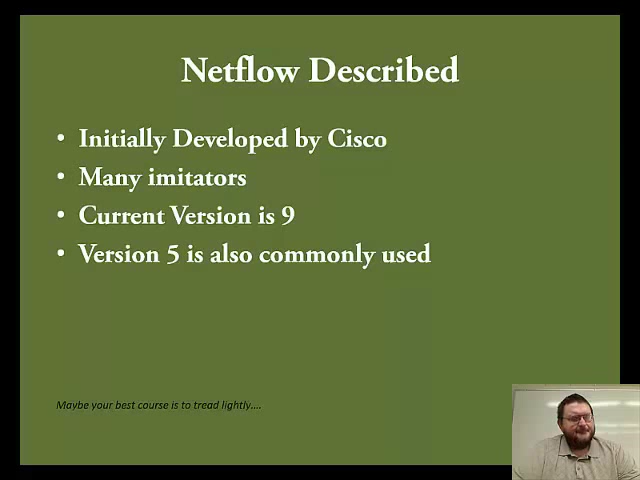 Netflow Described
• Initially Developed by Cisco
• Many imitators
• Current Version is 9
• Version 5 is also commonly used
Maybe your best course is to tread lightly….